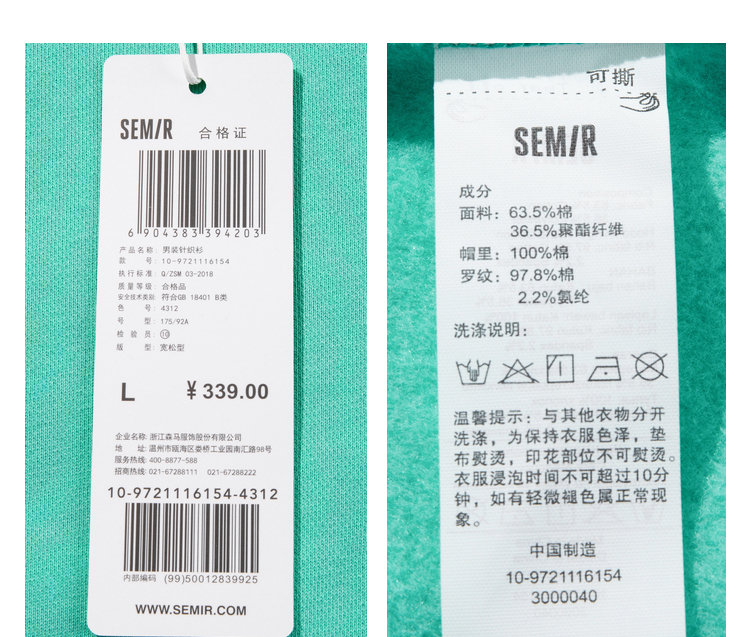 SEMIR 合格证
6 904383 394203
产品名称: 男装针织衫
款 号: 10-9721116154
执行标准: Q/ZSM 03-2018
质量等级: 合格品
安全技术类别 符合GB 18401 B类
色 号: 4312
号 型: 175/92A
检 验 员: 10
版 型: 宽松型
L ¥339.00
企业名称: 浙江森马服饰股份有限公司
地 址: 温州市瓯海区娄桥工业园南汇路98号
服务热线: 400-8877-588
招商热线: 021-67288111 021-67288222
10-9721116154-4312
内部编码 (99)50012839925
WWW.SEMIR.COM
可撕
SEMIR
成分
面料: 63.5%棉
36.5%聚酯纤维
帽里: 100%棉
罗纹: 97.8%棉
2.2%氨纶
洗涤说明:
温馨提示: 与其他衣物分开
洗涤, 为保持衣服色泽, 垫
布熨烫, 印花部位不可熨烫。
衣服浸泡时间不可超过10分
钟, 如有轻微褪色属正常现
象。
中国制造
10-9721116154
3000040